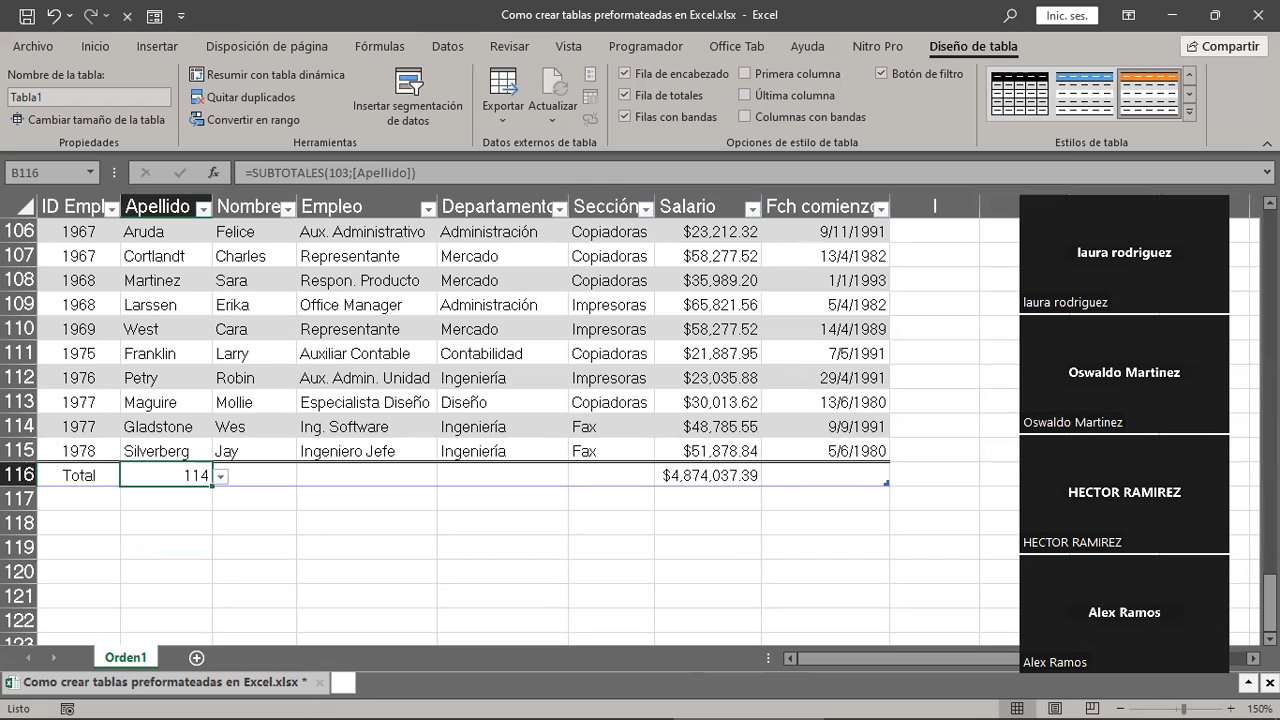 Como crear tablas preformateadas en Excel.xlsx - Excel
Inic. ses.
Archivo Inicio Insertar Disposición de página Fórmulas Datos Revisar Vista Programador Office Tab Ayuda Nitro Pro Diseño de tabla Compartir
Nombre de la tabla:
Tabla1
Cambiar tamaño de la tabla
Propiedades
Resumir con tabla dinámica
Quitar duplicados
Convertir en rango
Insertar segmentación
de datos
Herramientas
Exportar Actualizar
Datos externos de tabla
Fila de encabezado Primera columna Botón de filtro
Fila de totales Última columna
Filas con bandas Columnas con bandas
Opciones de estilo de tabla
Estilos de tabla
B116 fx =SUBTOTALES(103;[Apellido])
ID Empl Apellido Nombre Empleo Departamento Sección Salario Fch comienzo I
106 1967 Aruda Felice Aux. Administrativo Administración Copiadoras $23,212.32 9/11/1991
107 1967 Cortlandt Charles Representante Mercado Copiadoras $58,277.52 13/4/1982
108 1968 Martinez Sara Respon. Producto Mercado Copiadoras $35,989.20 1/1/1993
109 1968 Larssen Erika Office Manager Administración Impresoras $65,821.56 5/4/1982
110 1969 West Cara Representante Mercado Impresoras $58,277.52 14/4/1989
111 1975 Franklin Larry Auxiliar Contable Contabilidad Copiadoras $21,887.95 7/5/1991
112 1976 Petry Robin Aux. Admin. Unidad Ingeniería Impresoras $23,035.88 29/4/1991
113 1977 Maguire Mollie Especialista Diseño Diseño Copiadoras $30,013.62 13/6/1980
114 1977 Gladstone Wes Ing. Software Ingeniería Fax $48,785.55 9/9/1991
115 1978 Silverberg Jay Ingeniero Jefe Ingeniería Fax $51,878.84 5/6/1980
116 Total 114 $4,874,037.39
117
118
119
120
121
122
123
laura rodriguez
laura rodriguez
Oswaldo Martinez
Oswaldo Martinez
HECTOR RAMIREZ
HECTOR RAMIREZ
Alex Ramos
Alex Ramos
Orden1
Como crear tablas preformateadas en Excel.xlsx *
Listo
150%